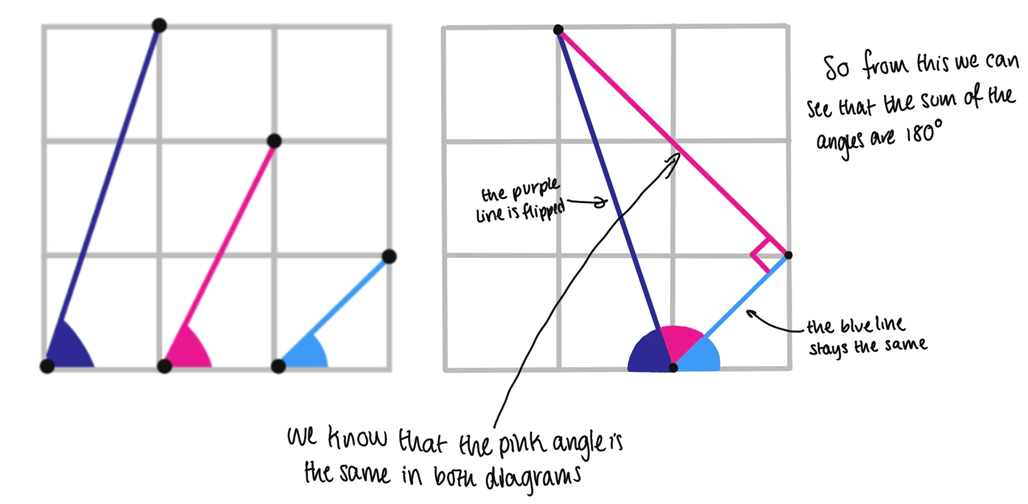 So from this we can
see that the sum of the
angles are 180°
the purple
line is flipped
the blue line
stays the same
We know that the pink angle is
the same in both diagrams